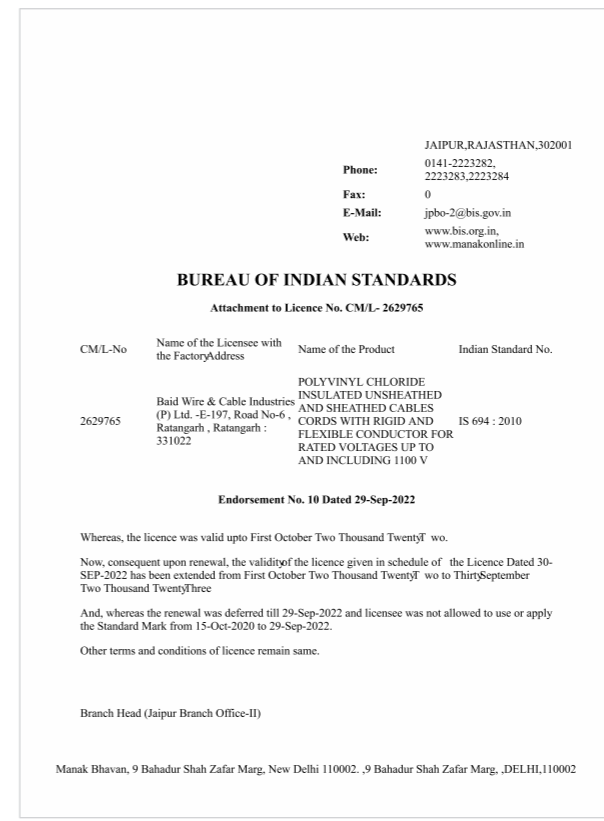 JAIPUR,RAJASTHAN,302001
Phone: 0141-2223282,
2223283,2223284
Fax: 0
E-Mail: jpbo-2@bis.gov.in
Web: www.bis.org.in,
www.manakonline.in
BUREAU OF INDIAN STANDARDS
Attachment to Licence No. CM/L- 2629765
CM/L-No
Name of the Licensee with
the FactoryAddress
Name of the Product
Indian Standard No.
2629765
Baid Wire & Cable Industries
(P) Ltd. -E-197, Road No-6 ,
Ratangarh , Ratangarh :
331022
POLYVINYL CHLORIDE
INSULATED UNSHEATHED
AND SHEATHED CABLES
CORDS WITH RIGID AND
FLEXIBLE CONDUCTOR FOR
RATED VOLTAGES UP TO
AND INCLUDING 1100 V
IS 694 : 2010
Endorsement No. 10 Dated 29-Sep-2022
Whereas, the licence was valid upto First October Two Thousand TwentyT wo.
Now, consequent upon renewal, the validityof the licence given in schedule of the Licence Dated 30-
SEP-2022 has been extended from First October Two Thousand TwentyT wo to ThirtySeptember
Two Thousand TwentyThree
And, whereas the renewal was deferred till 29-Sep-2022 and licensee was not allowed to use or apply
the Standard Mark from 15-Oct-2020 to 29-Sep-2022.
Other terms and conditions of licence remain same.
Branch Head (Jaipur Branch Office-II)
Manak Bhavan, 9 Bahadur Shah Zafar Marg, New Delhi 110002. ,9 Bahadur Shah Zafar Marg, ,DELHI,110002